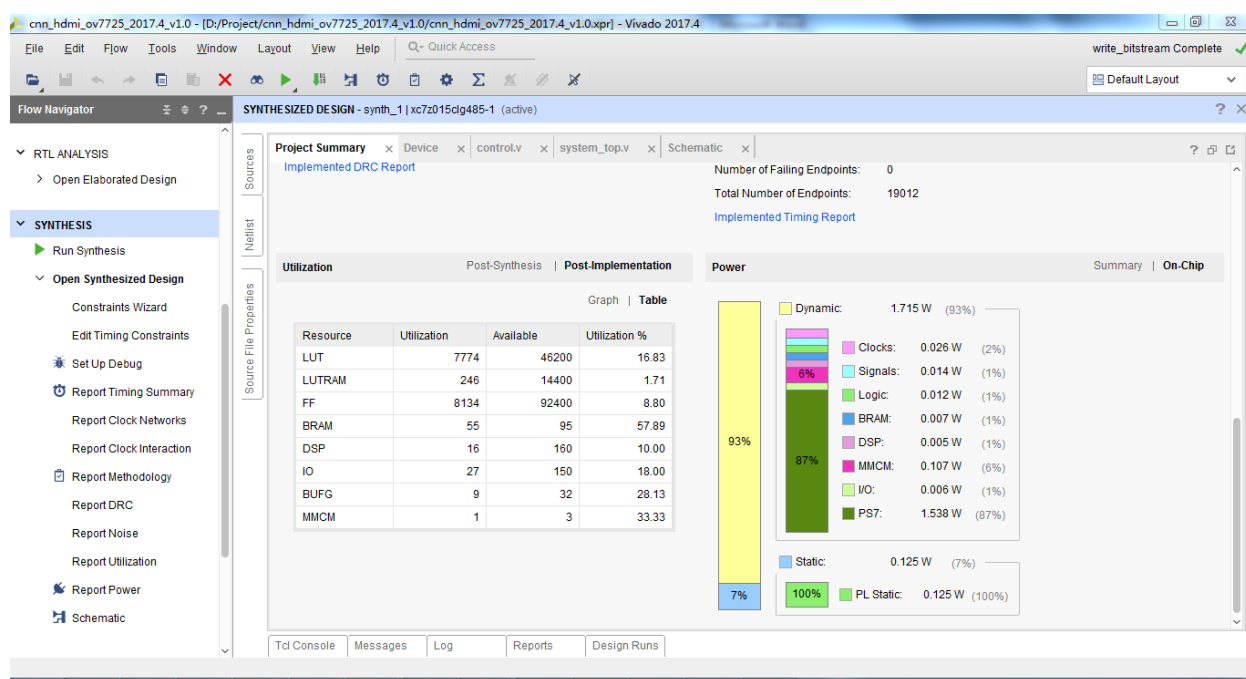 cnn_hdmi_ov7725_2017.4_v1.0 - [D:/Project/cnn_hdmi_ov7725_2017.4_v1.0/cnn_hdmi_ov7725_2017.4_v1.0.xpr] - Vivado 2017.4
File Edit Flow Tools Window Layout View Help Q- Quick Access write_bitstream Complete
Default Layout
Flow Navigator
SYNTHESIZED DESIGN - synth_1 | xc7z015clg485-1 (active)
RTL ANALYSIS
Open Elaborated Design
SYNTHESIS
Run Synthesis
Open Synthesized Design
Constraints Wizard
Edit Timing Constraints
Set Up Debug
Report Timing Summary
Report Clock Networks
Report Clock Interaction
Report Methodology
Report DRC
Report Noise
Report Utilization
Report Power
Schematic
Sources
Netlist
Source File Properties
Project Summary Device control.v system_top.v Schematic
Implemented DRC Report
Number of Failing Endpoints: 0
Total Number of Endpoints: 19012
Implemented Timing Report
Utilization Post-Synthesis | Post-Implementation
Graph | Table
Resource Utilization Available Utilization %
LUT 7774 46200 16.83
LUTRAM 246 14400 1.71
FF 8134 92400 8.80
BRAM 55 95 57.89
DSP 16 160 10.00
IO 27 150 18.00
BUFG 9 32 28.13
MMCM 1 3 33.33
Power Summary | On-Chip
Dynamic: 1.715 W (93%)
Clocks: 0.026 W (2%)
Signals: 0.014 W (1%)
Logic: 0.012 W (1%)
BRAM: 0.007 W (1%)
DSP: 0.005 W (1%)
MMCM: 0.107 W (6%)
I/O: 0.006 W (1%)
PS7: 1.538 W (87%)
93%
6%
87%
Static: 0.125 W (7%)
7%
100%
PL Static: 0.125 W (100%)
Tcl Console Messages Log Reports Design Runs